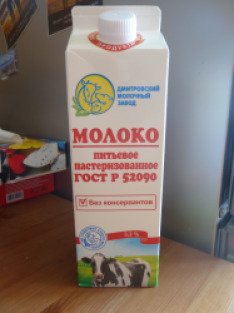 ДМИТРОВСКИЙ
МОЛОЧНЫЙ
ЗАВОД
МОЛОКО
питьевое
пастеризованное
ГОСТ Р 52090
Без консервантов